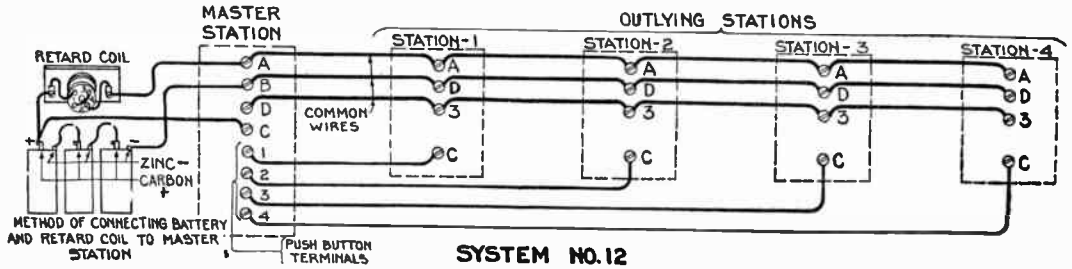 MASTER
STATION
OUTLYING STATIONS
RETARD COIL
STATION-1
STATION-2
STATION-3
STATION-4
A
B
D
C
1
2
3
4
COMMON
WIRES
A
D
3
C
A
D
3
C
A
D
3
C
A
D
3
C
+
-
ZINC -
CARBON
+
METHOD OF CONNECTING BATTERY
AND RETARD COIL TO MASTER
STATION
PUSH BUTTON
TERMINALS
SYSTEM NO.12